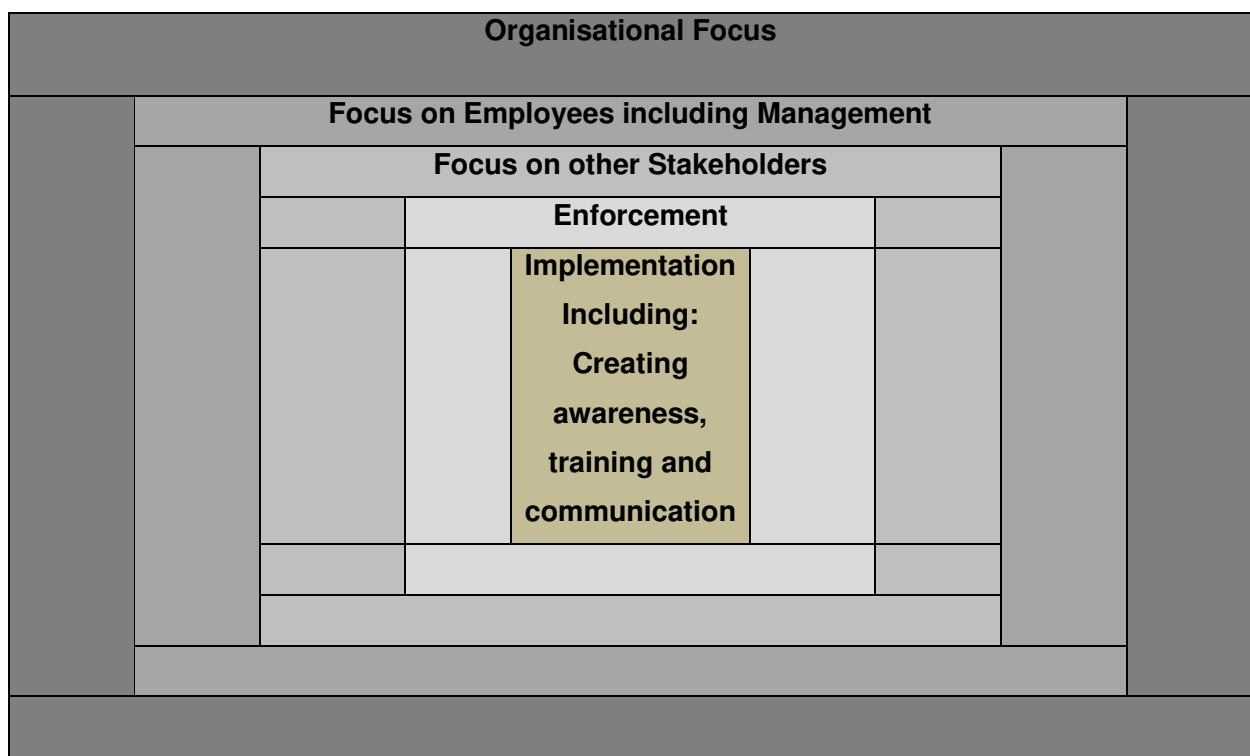 Organisational Focus
Focus on Employees including Management
Focus on other Stakeholders
Enforcement
Implementation
Including:
Creating
awareness,
training and
communication